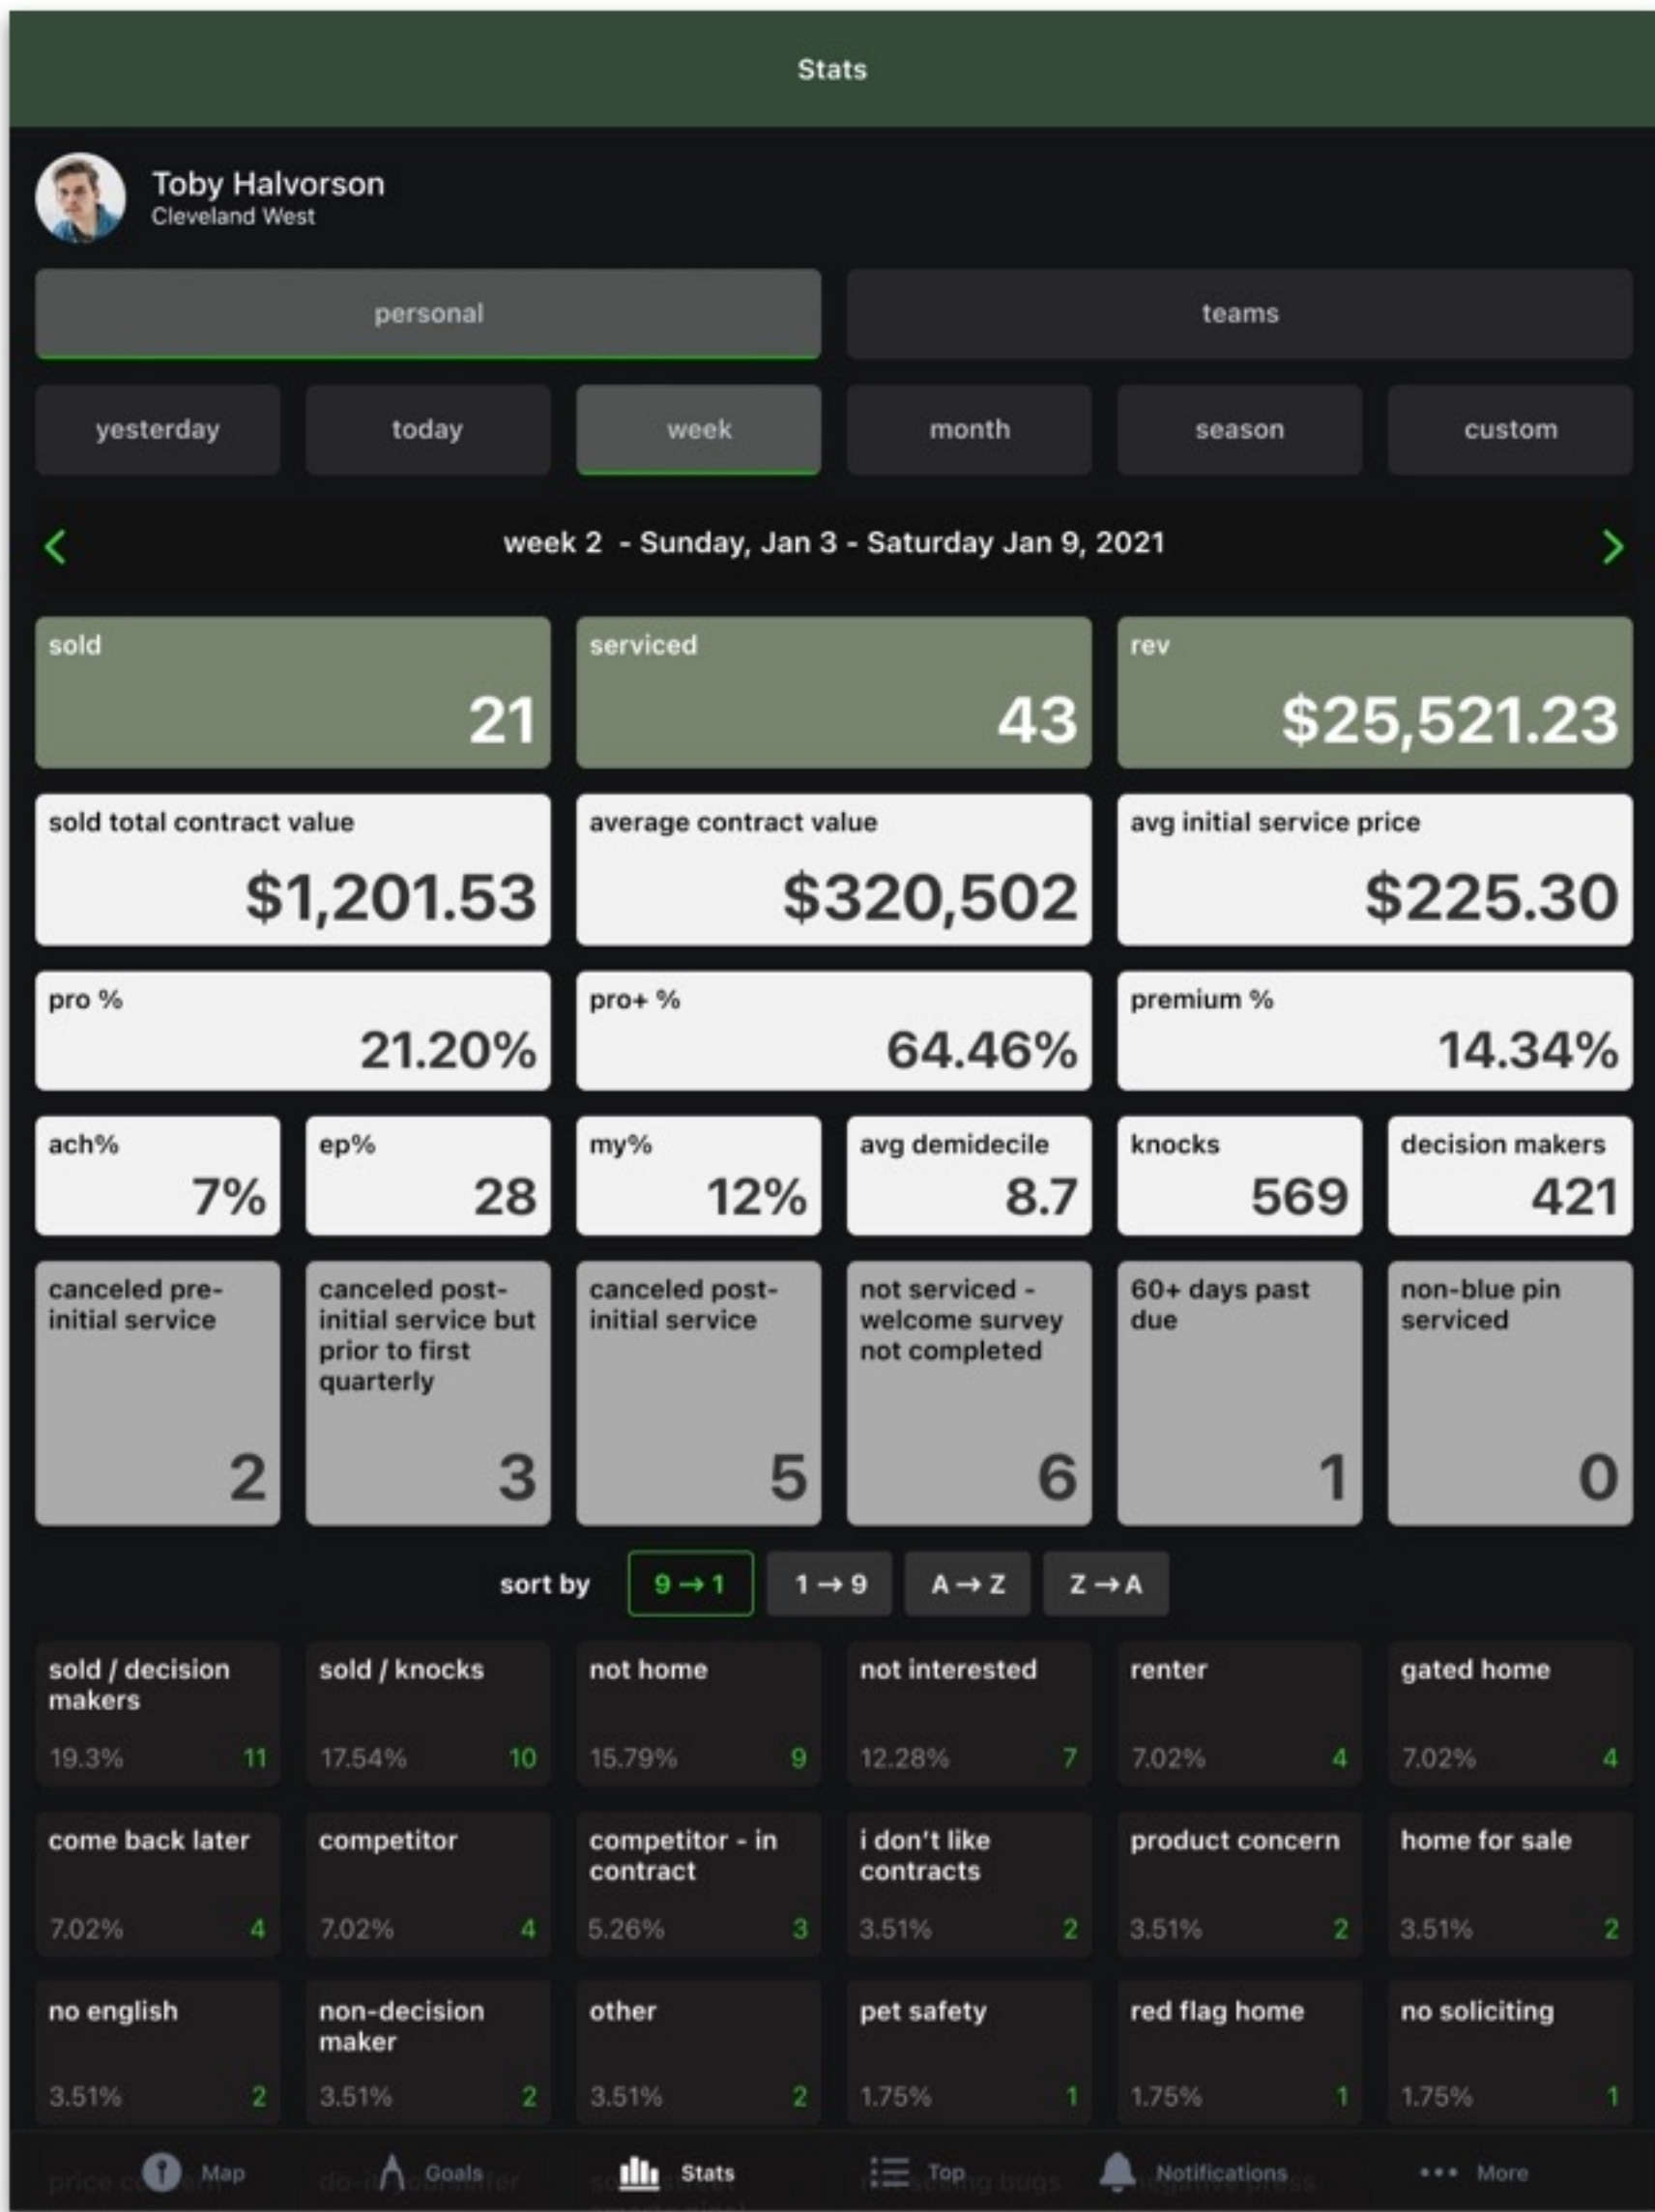 Stats
Toby Halvorson
Cleveland West
personal
teams
yesterday
today
week
month
season
custom
week 2 - Sunday, Jan 3 - Saturday Jan 9, 2021
sold
21
serviced
43
rev
$25,521.23
sold total contract value
$1,201.53
average contract value
$320,502
avg initial service price
$225.30
pro %
21.20%
pro+ %
64.46%
premium %
14.34%
ach%
7%
ep%
28
my%
12%
avg demidecile
8.7
knocks
569
decision makers
421
canceled pre-
initial service
2
canceled post-
initial service but
prior to first
quarterly
3
canceled post-
initial service
5
not serviced -
welcome survey
not completed
6
60+ days past
due
1
non-blue pin
serviced
0
sort by
9→1
1→9
A→Z
Z→A
sold / decision
makers
19.3% 11
sold / knocks
17.54% 10
not home
15.79% 9
not interested
12.28% 7
renter
7.02% 4
gated home
7.02% 4
come back later
7.02% 4
competitor
7.02% 4
competitor - in
contract
5.26% 3
i don't like
contracts
3.51% 2
product concern
3.51% 2
home for sale
3.51% 2
no english
3.51% 2
non-decision
maker
3.51% 2
other
3.51% 2
pet safety
1.75% 1
red flag home
1.75% 1
no soliciting
1.75% 1
Map
Goals
Stats
Top
Notifications
More
price
bugs